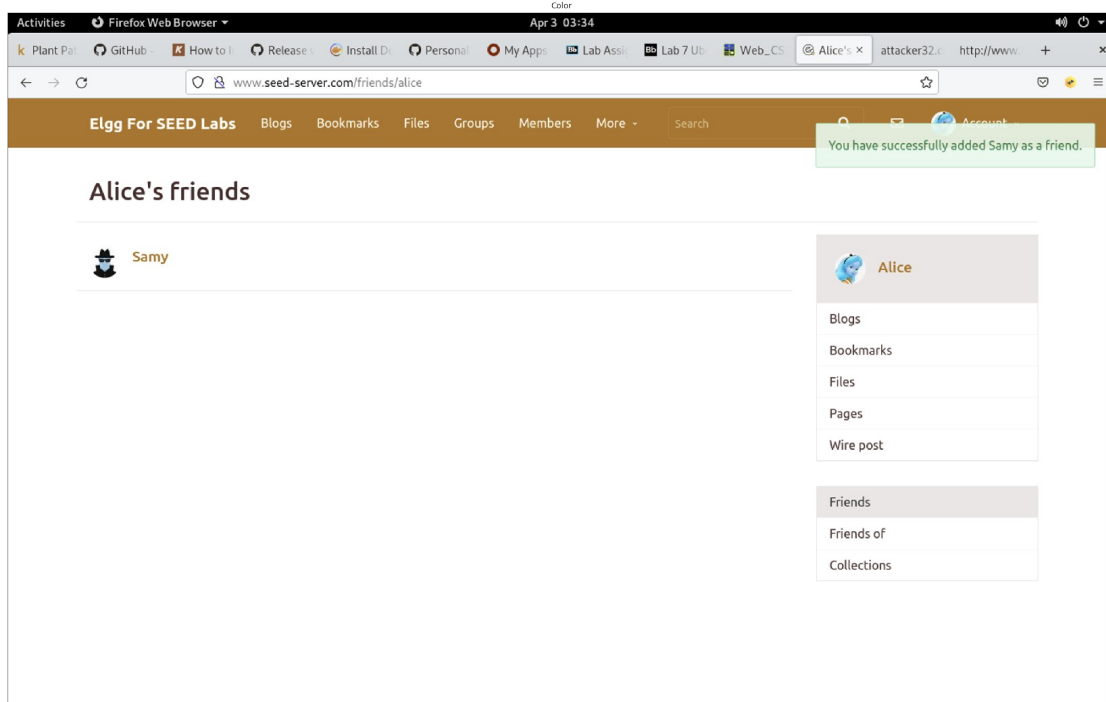 Color
Activities Firefox Web Browser Apr 3 03:34
Plant Pat GitHub - How to I Release s Install Do Personal My Apps Lab Assig Lab 7 Ub Web_CS Alice's × attacker32.c http://www. + ×
www.seed-server.com/friends/alice
Elgg For SEED Labs Blogs Bookmarks Files Groups Members More Search Account
You have successfully added Samy as a friend.
Alice's friends
Samy
Alice
Blogs
Bookmarks
Files
Pages
Wire post
Friends
Friends of
Collections